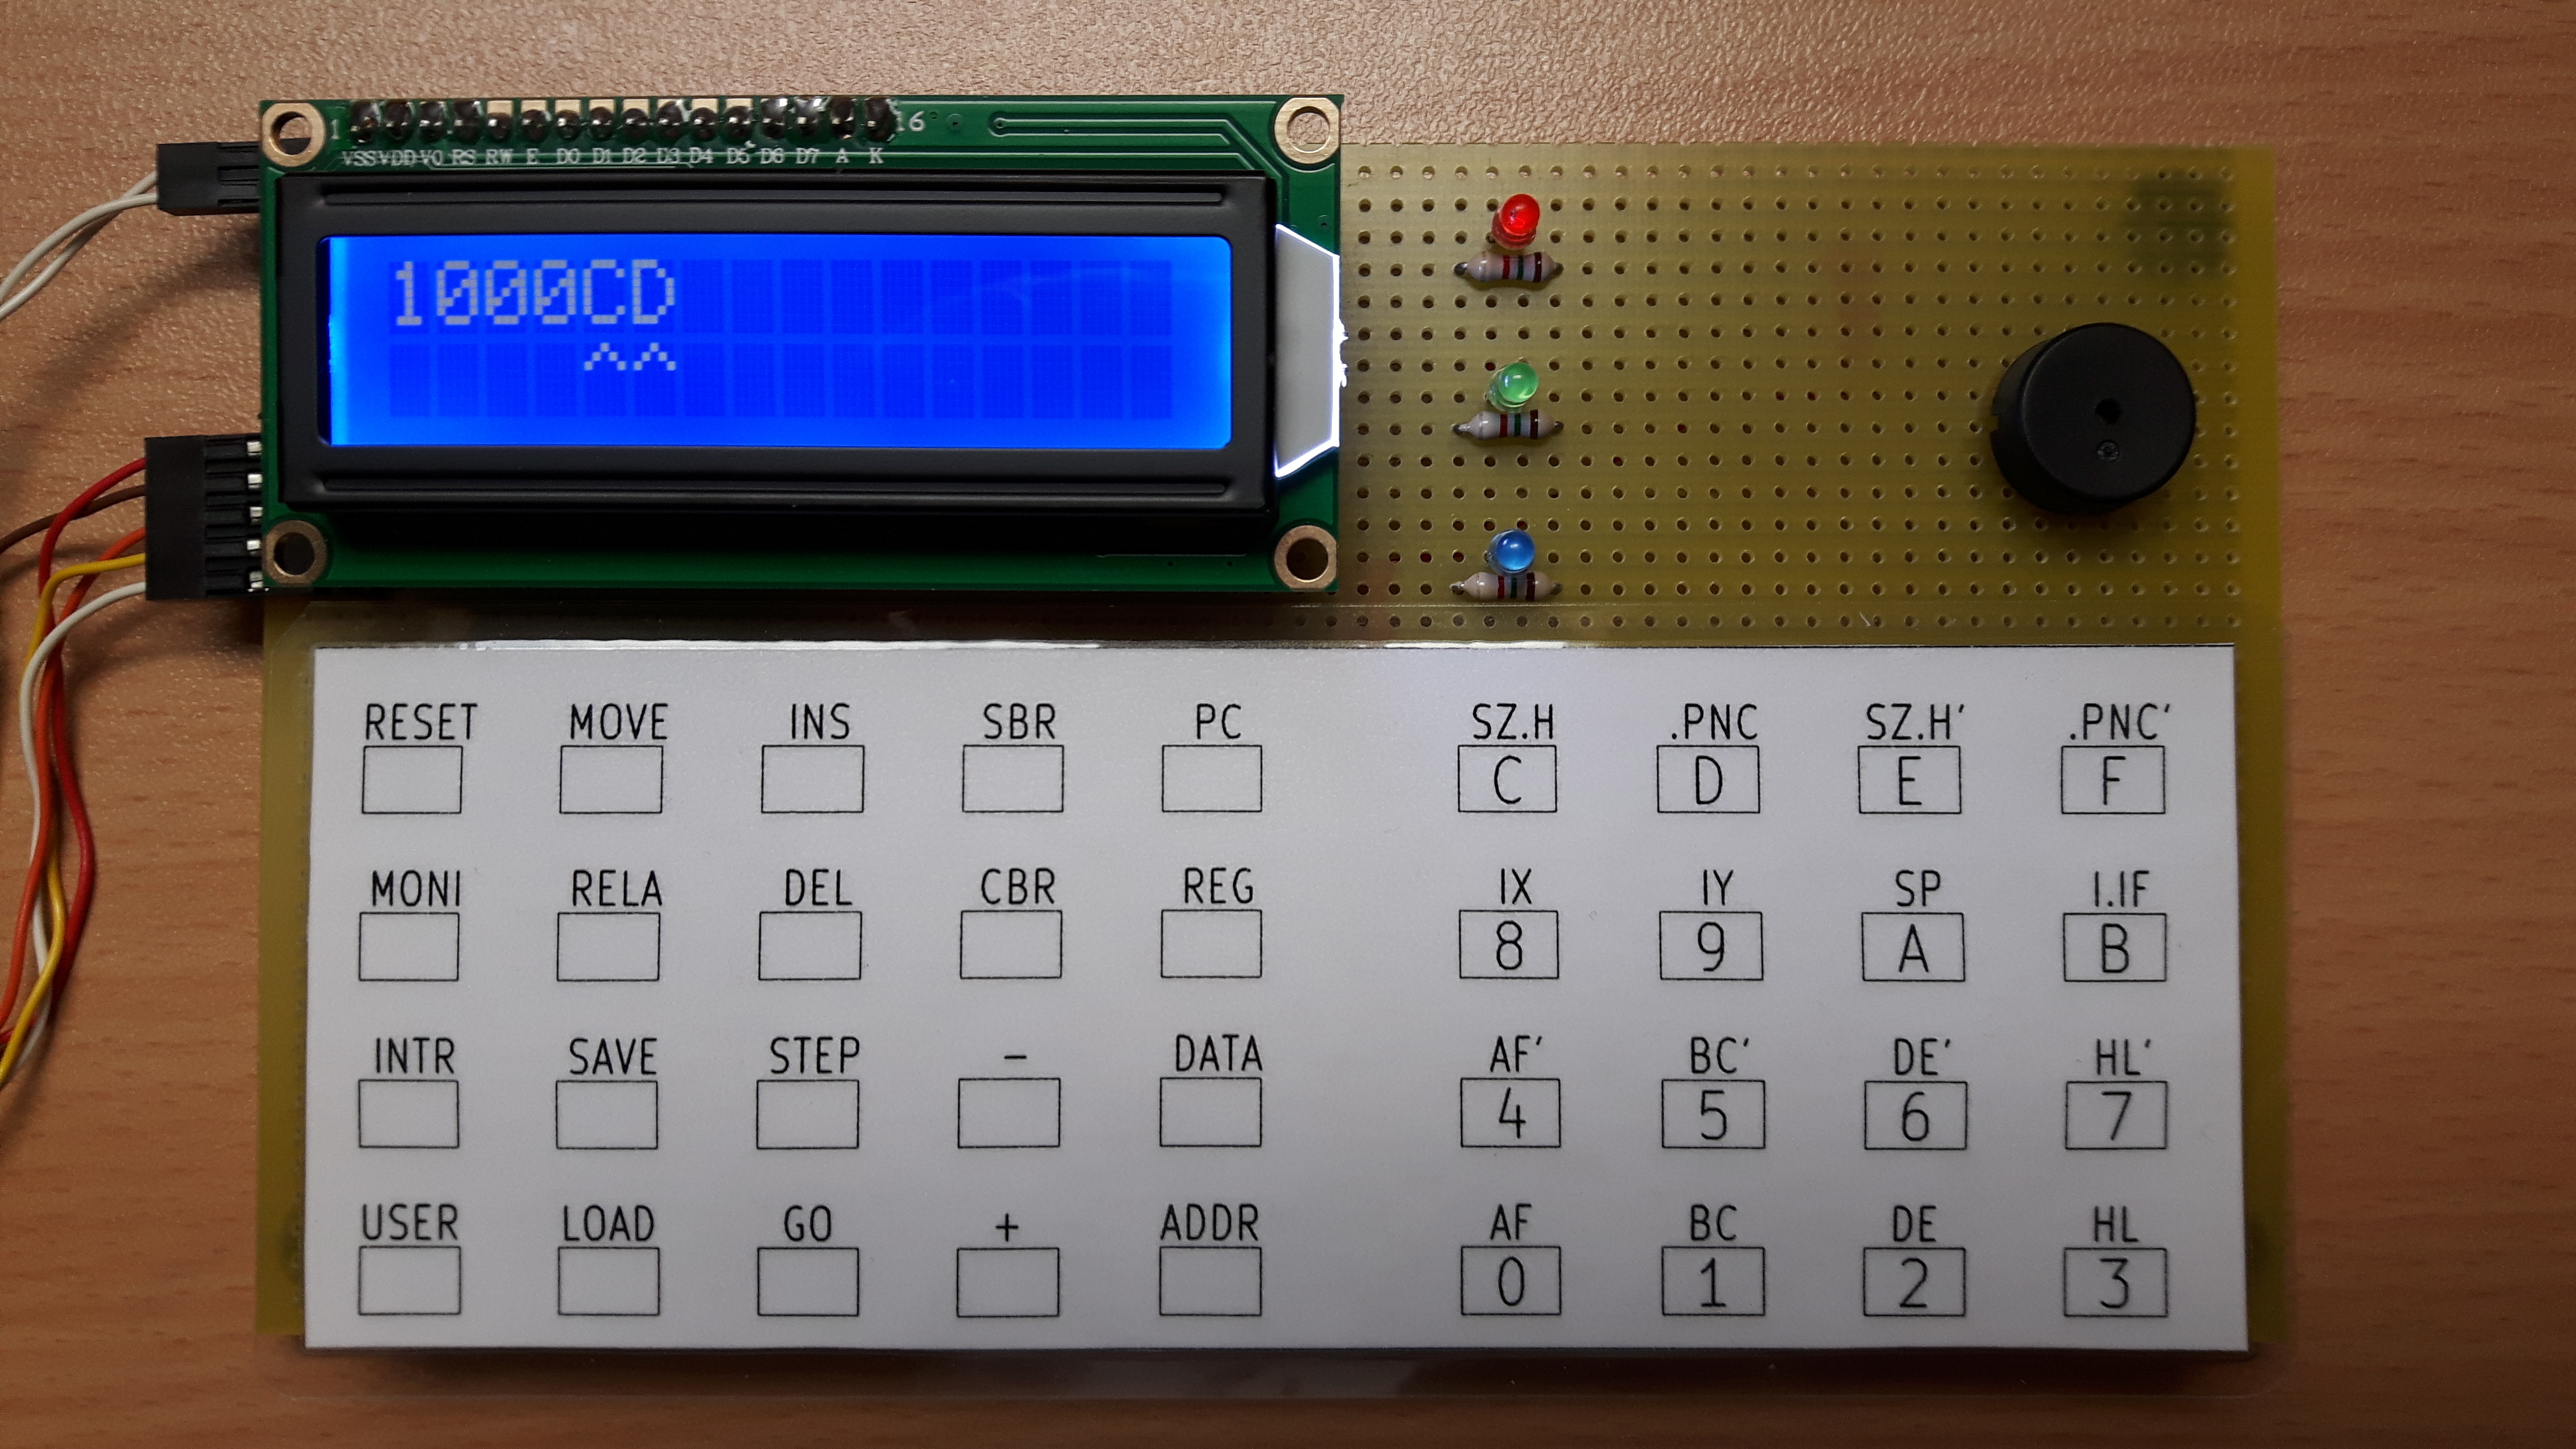 1 16
VSS VDD VO RS RW E D0 D1 D2 D3 D4 D5 D6 D7 A K
1000CD
^^
RESET MOVE INS SBR PC SZ.H .PNC SZ.H' .PNC'
C D E F
MONI RELA DEL CBR REG IX IY SP I.IF
8 9 A B
INTR SAVE STEP - DATA AF' BC' DE' HL'
4 5 6 7
USER LOAD GO + ADDR AF BC DE HL
0 1 2 3